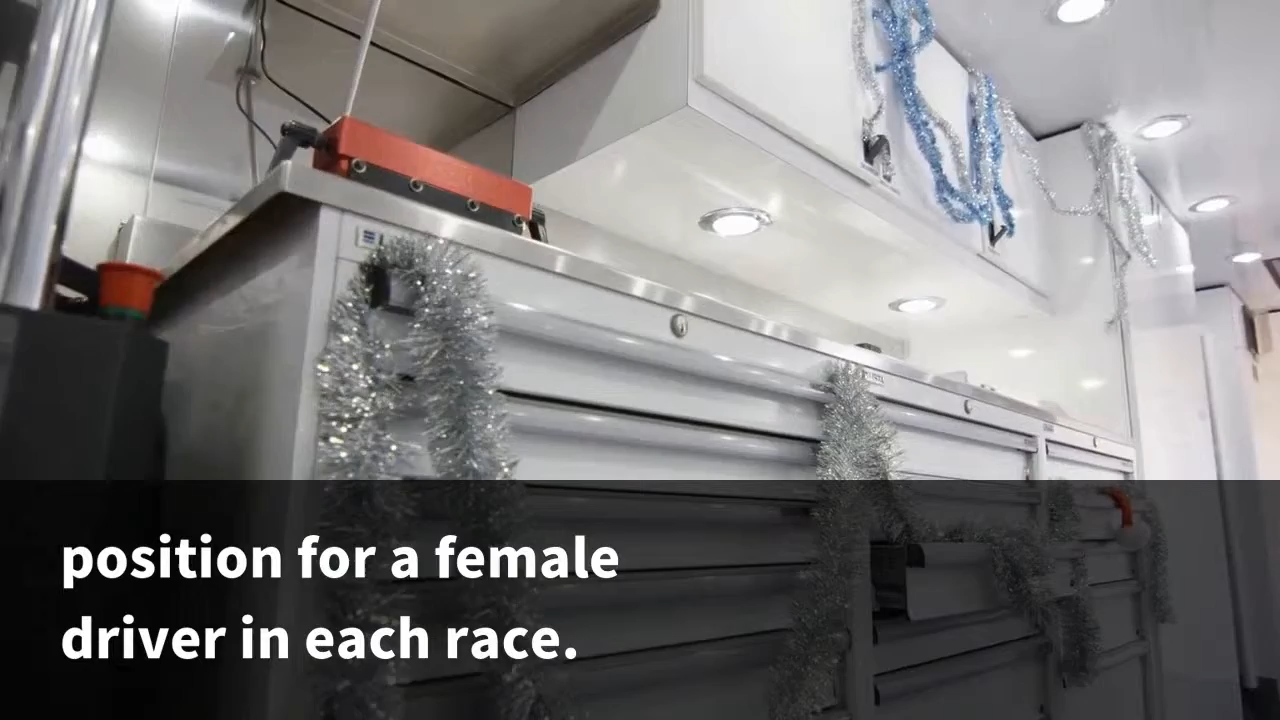 position for a female
driver in each race.